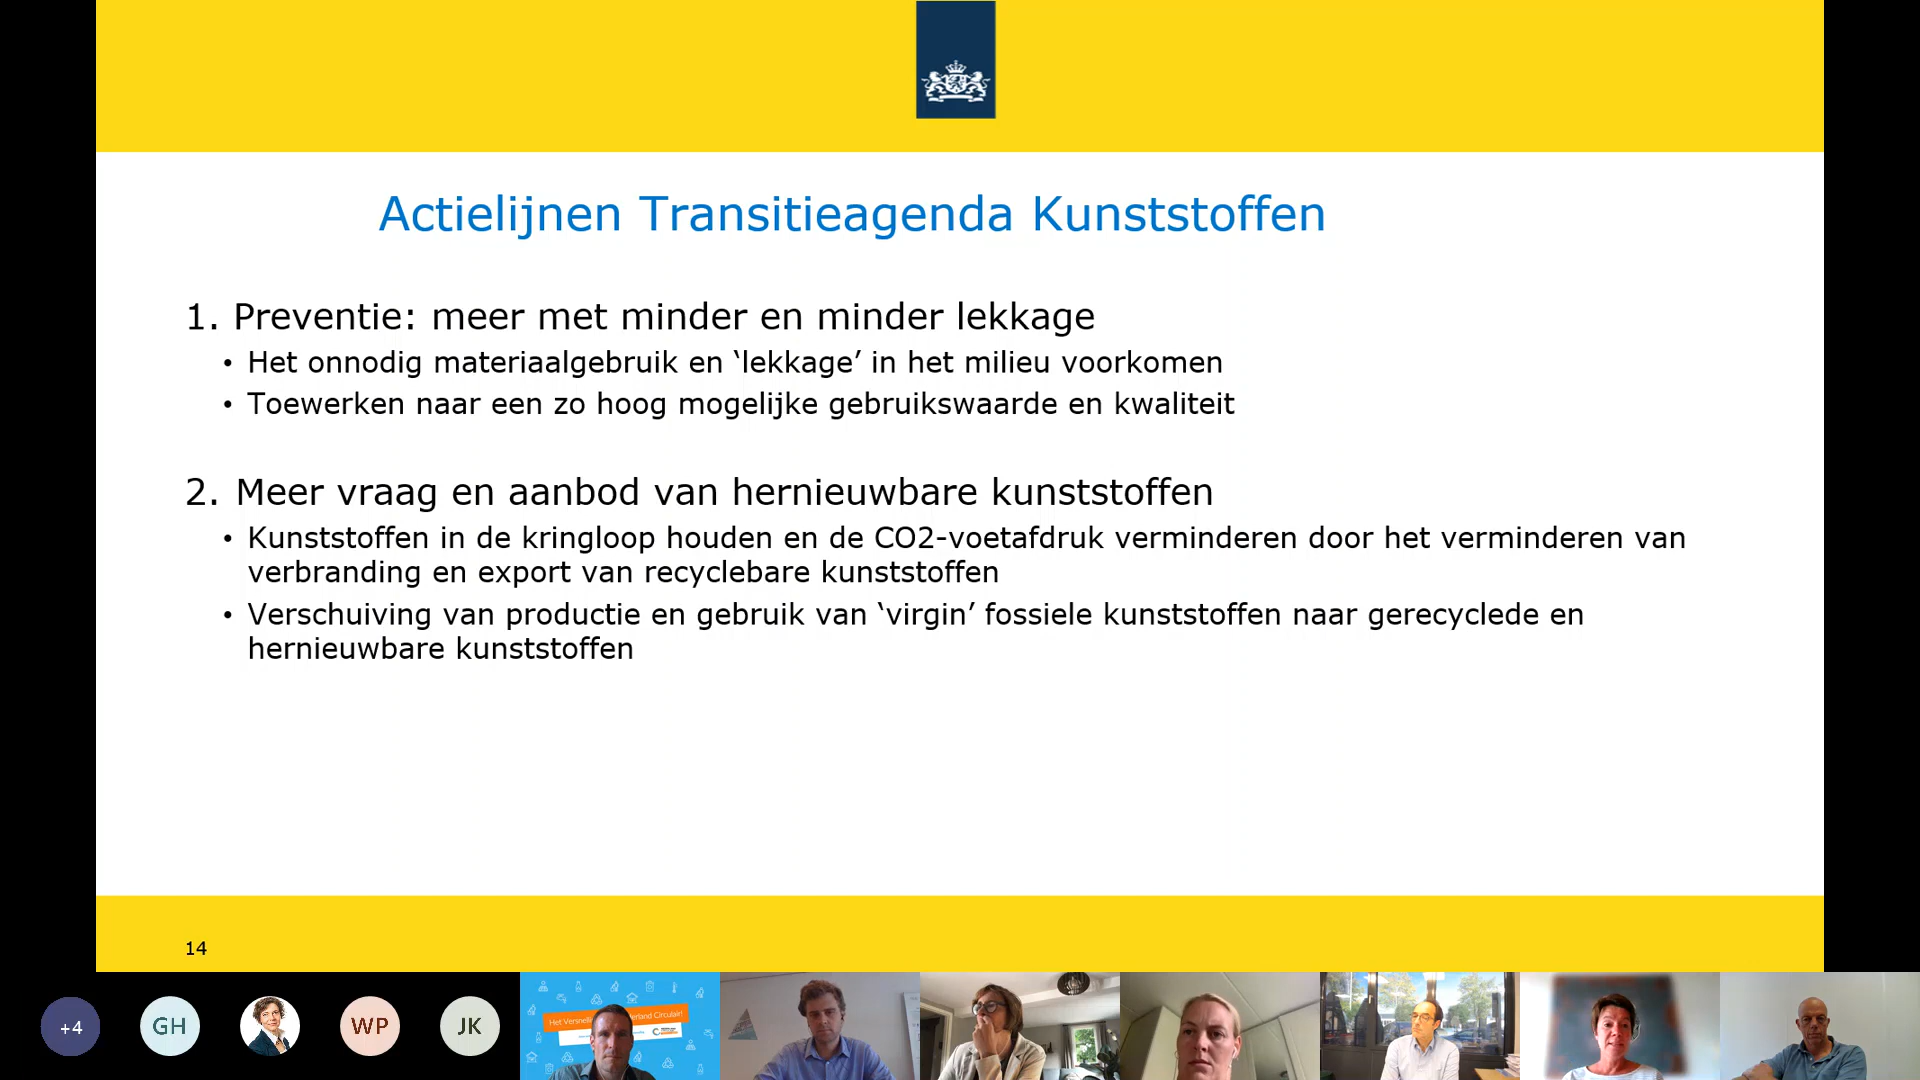 Actielijnen Transitieagenda Kunststoffen
1. Preventie: meer met minder en minder lekkage
• Het onnodig materiaalgebruik en ‘lekkage’ in het milieu voorkomen
• Toewerken naar een zo hoog mogelijke gebruikswaarde en kwaliteit
2. Meer vraag en aanbod van hernieuwbare kunststoffen
• Kunststoffen in de kringloop houden en de CO2-voetafdruk verminderen door het verminderen van
verbranding en export van recyclebare kunststoffen
• Verschuiving van productie en gebruik van ‘virgin’ fossiele kunststoffen naar gerecyclede en
hernieuwbare kunststoffen
14
+4
GH
WP
JK
Het Versnelle erland Circulair!